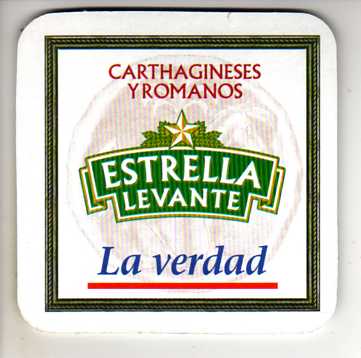 CARTHAGINESES
Y ROMANOS
ESTRELLA
LEVANTE
La verdad